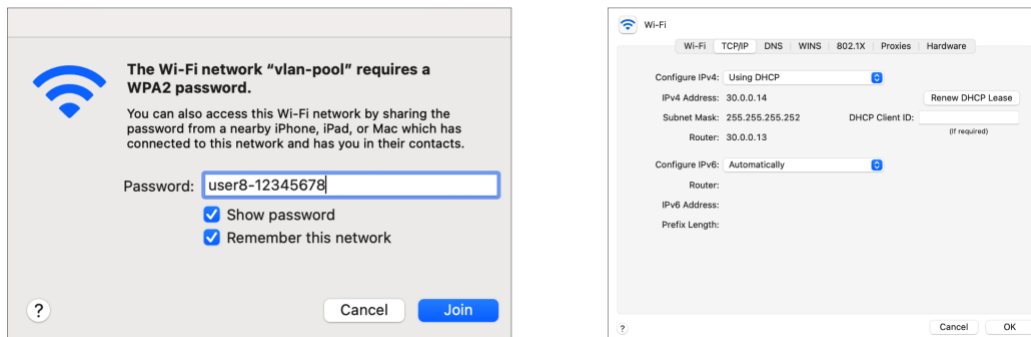 The Wi-Fi network “vlan-pool” requires a
WPA2 password.
You can also access this Wi-Fi network by sharing the
password from a nearby iPhone, iPad, or Mac which has
connected to this network and has you in their contacts.
Password: user8-12345678
Show password
Remember this network
? Cancel Join
Wi-Fi
Wi-Fi TCP/IP DNS WINS 802.1X Proxies Hardware
Configure IPv4: Using DHCP
IPv4 Address: 30.0.0.14 Renew DHCP Lease
Subnet Mask: 255.255.255.252 DHCP Client ID:
(If required)
Router: 30.0.0.13
Configure IPv6: Automatically
Router:
IPv6 Address:
Prefix Length:
? Cancel OK